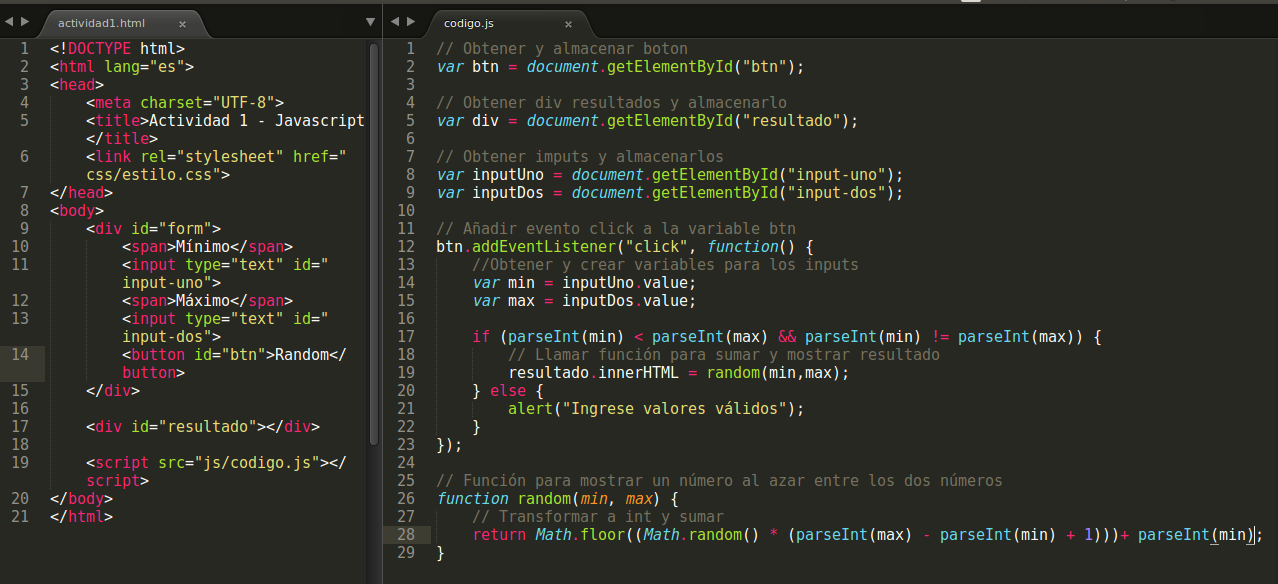 actividad1.html ×
1 <!DOCTYPE html>
2 <html lang="es">
3 <head>
4 <meta charset="UTF-8">
5 <title>Actividad 1 - Javascript
</title>
6 <link rel="stylesheet" href="
css/estilo.css">
7 </head>
8 <body>
9 <div id="form">
10 <span>Mínimo</span>
11 <input type="text" id="
input-uno">
12 <span>Máximo</span>
13 <input type="text" id="
input-dos">
14 <button id="btn">Random</
button>
15 </div>
16
17 <div id="resultado"></div>
18
19 <script src="js/codigo.js"></
script>
20 </body>
21 </html>
codigo.js ×
1 // Obtener y almacenar boton
2 var btn = document.getElementById("btn");
3
4 // Obtener div resultados y almacenarlo
5 var div = document.getElementById("resultado");
6
7 // Obtener imputs y almacenarlos
8 var inputUno = document.getElementById("input-uno");
9 var inputDos = document.getElementById("input-dos");
10
11 // Añadir evento click a la variable btn
12 btn.addEventListener("click", function() {
13 //Obtener y crear variables para los inputs
14 var min = inputUno.value;
15 var max = inputDos.value;
16
17 if (parseInt(min) < parseInt(max) && parseInt(min) != parseInt(max)) {
18 // Llamar función para sumar y mostrar resultado
19 resultado.innerHTML = random(min,max);
20 } else {
21 alert("Ingrese valores válidos");
22 }
23 });
24
25 // Función para mostrar un número al azar entre los dos números
26 function random(min, max) {
27 // Transformar a int y sumar
28 return Math.floor((Math.random() * (parseInt(max) - parseInt(min) + 1)))+ parseInt(min);
29 }